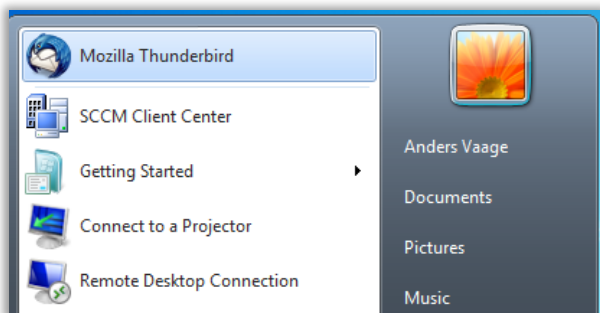 Mozilla Thunderbird
SCCM Client Center
Getting Started
Connect to a Projector
Remote Desktop Connection
Anders Vaage
Documents
Pictures
Music